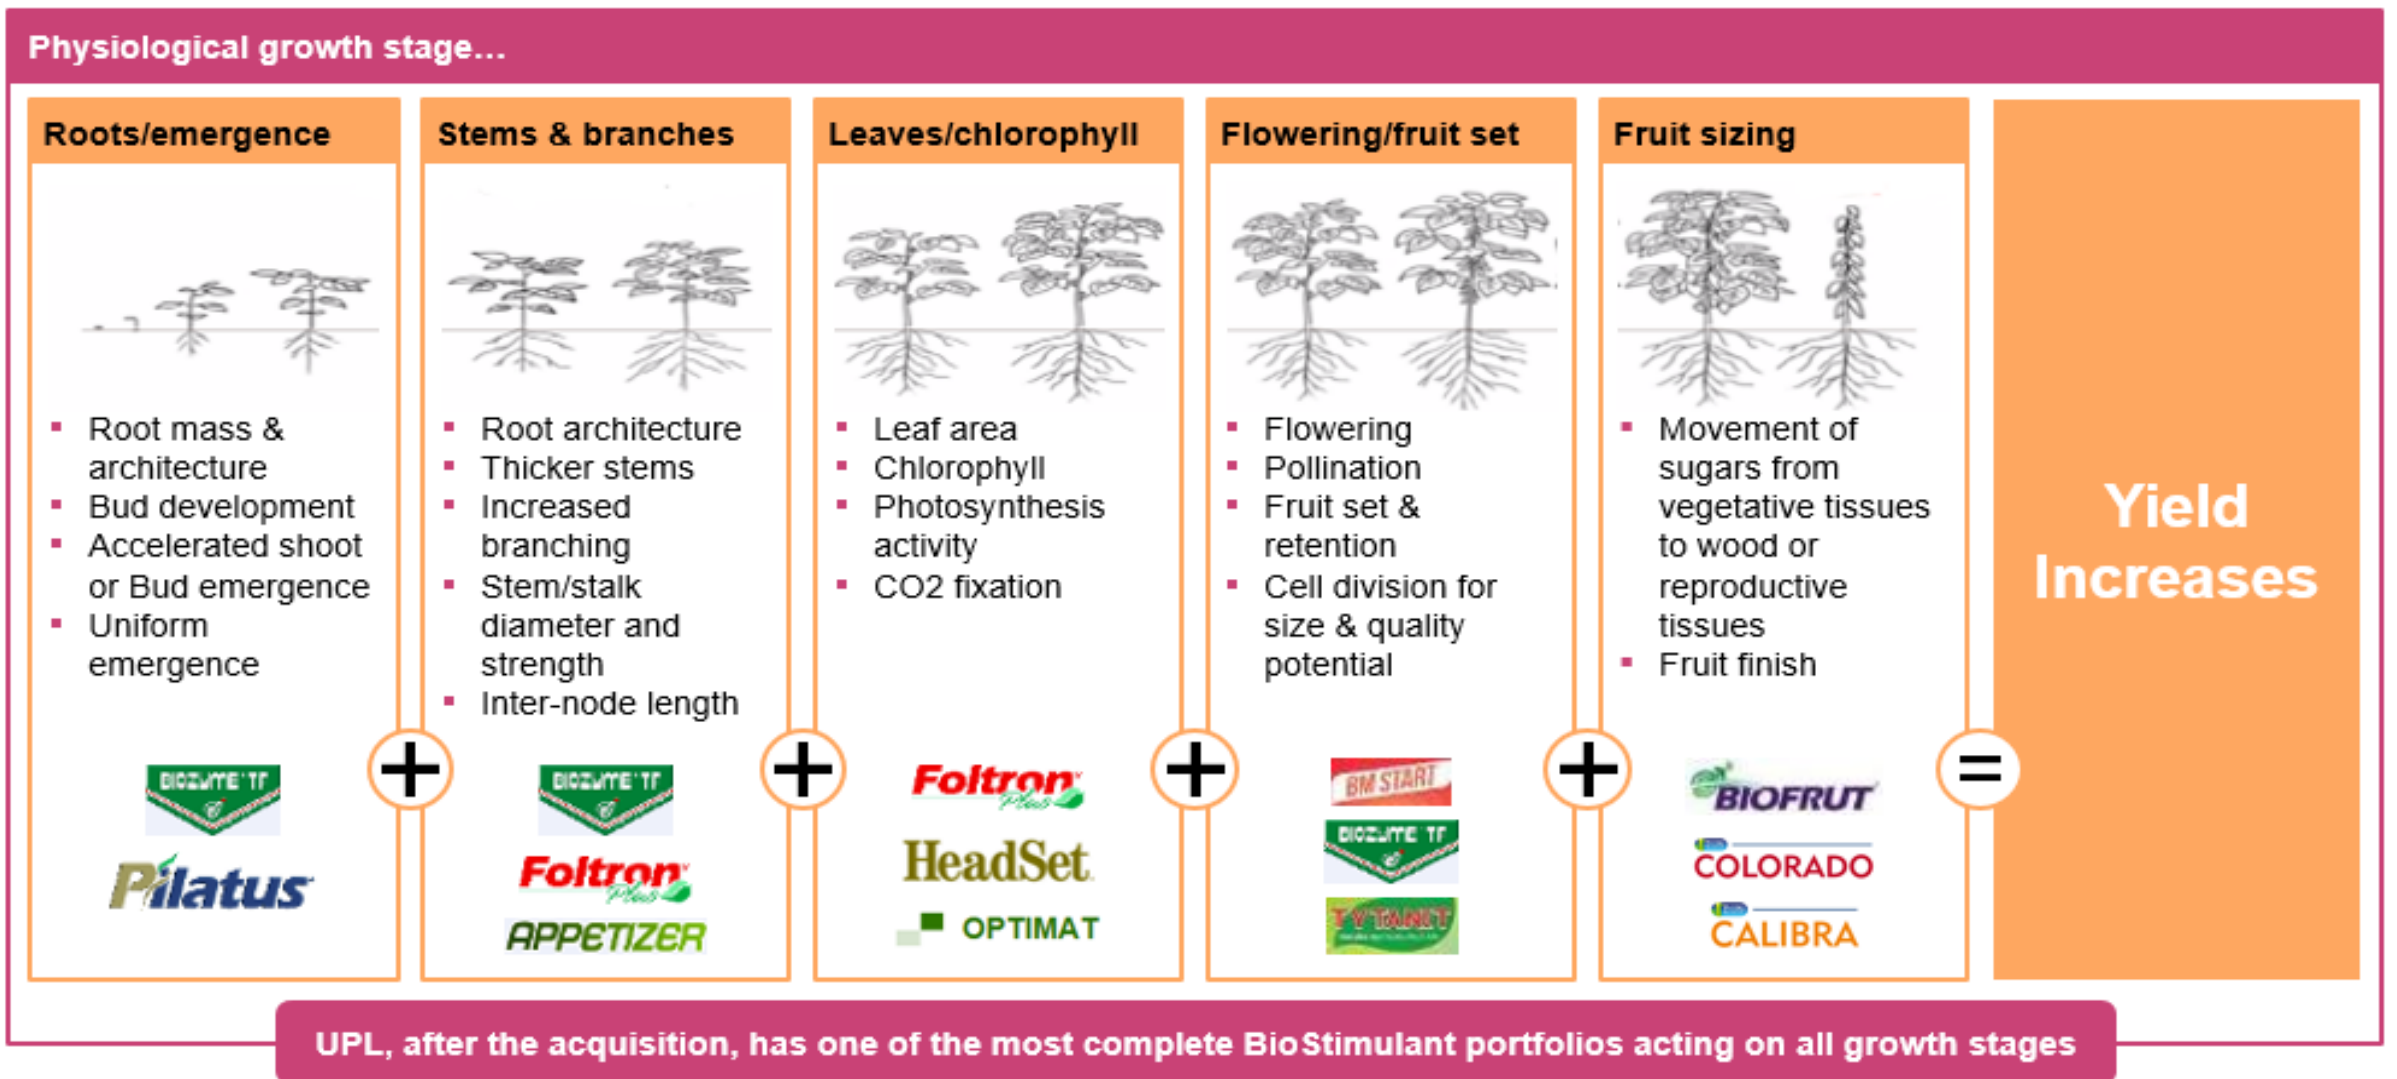 Physiological growth stage...
Roots/emergence
Root mass &
architecture
Bud development
Accelerated shoot
or Bud emergence
Uniform
emergence
BIOZYME TF
Pilatus
+
Stems & branches
Root architecture
Thicker stems
Increased
branching
Stem/stalk
diameter and
strength
Inter-node length
BIOZYME TF
Foltron
Plus
APPETIZER
+
Leaves/chlorophyll
Leaf area
Chlorophyll
Photosynthesis
activity
CO2 fixation
Foltron
Plus
HeadSet
OPTIMAT
+
Flowering/fruit set
Flowering
Pollination
Fruit set &
retention
Cell division for
size & quality
potential
BM START
BIOZYME TF
TYTANIT
+
Fruit sizing
Movement of
sugars from
vegetative tissues
to wood or
reproductive
tissues
Fruit finish
BIOFRUT
COLORADO
CALIBRA
=
Yield
Increases
UPL, after the acquisition, has one of the most complete BioStimulant portfolios acting on all growth stages